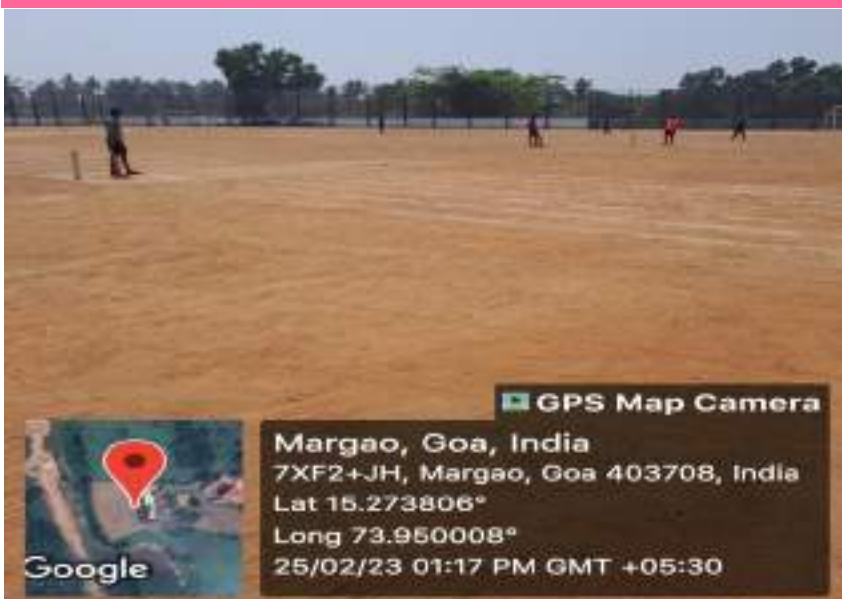 GPS Map Camera
Margao, Goa, India
7XF2+JH, Margao, Goa 403708, India
Lat 15.273806°
Long 73.950008°
25/02/23 01:17 PM GMT +05:30
Google